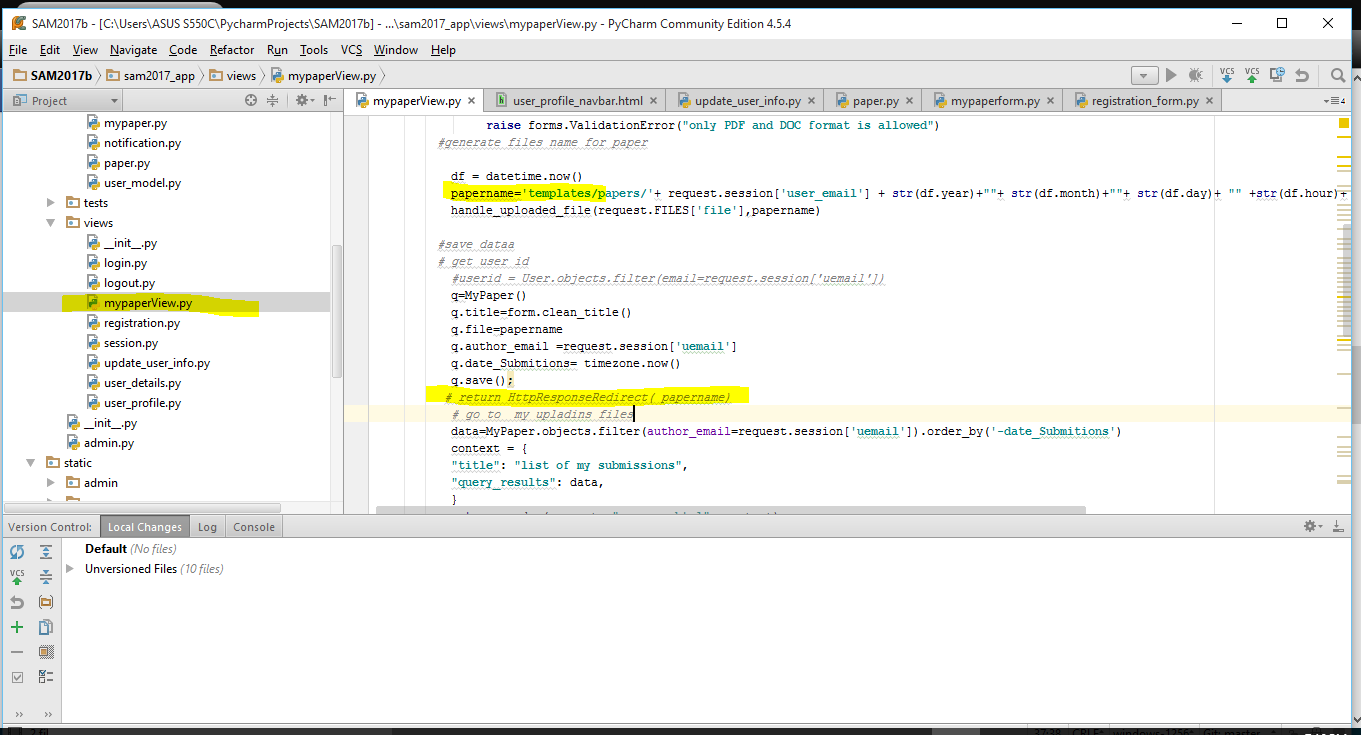 SAM2017b - [C:\Users\ASUS S550C\PycharmProjects\SAM2017b] - ...\sam2017_app\views\mypaperView.py - PyCharm Community Edition 4.5.4
File Edit View Navigate Code Refactor Run Tools VCS Window Help
SAM2017b sam2017_app views mypaperView.py
VCS VCS
Project
mypaperView.py user_profile_navbar.html update_user_info.py paper.py mypaperform.py registration_form.py
4
mypaper.py
notification.py
paper.py
user_model.py
tests
views
__init__.py
login.py
logout.py
mypaperView.py
registration.py
session.py
update_user_info.py
user_details.py
user_profile.py
__init__.py
admin.py
static
admin
raise forms.ValidationError("only PDF and DOC format is allowed")
#generate files name for paper
df = datetime.now()
papername='templates/papers/'+ request.session['user_email'] + str(df.year)+""+ str(df.month)+""+ str(df.day)+ "" +str(df.hour)+
handle_uploaded_file(request.FILES['file'],papername)
#save dataa
# get user id
#userid = User.objects.filter(email=request.session['uemail'])
q=MyPaper()
q.title=form.clean_title()
q.file=papername
q.author_email =request.session['uemail']
q.date_Submitions= timezone.now()
q.save();
# return HttpResponseRedirect( papername)
# go to  my upladins files
data=MyPaper.objects.filter(author_email=request.session['uemail']).order_by('-date_Submitions')
context = {
"title": "list of my submissions",
"query_results": data,
}
Version Control: Local Changes Log Console
Default (No files)
Unversioned Files (10 files)
VCS